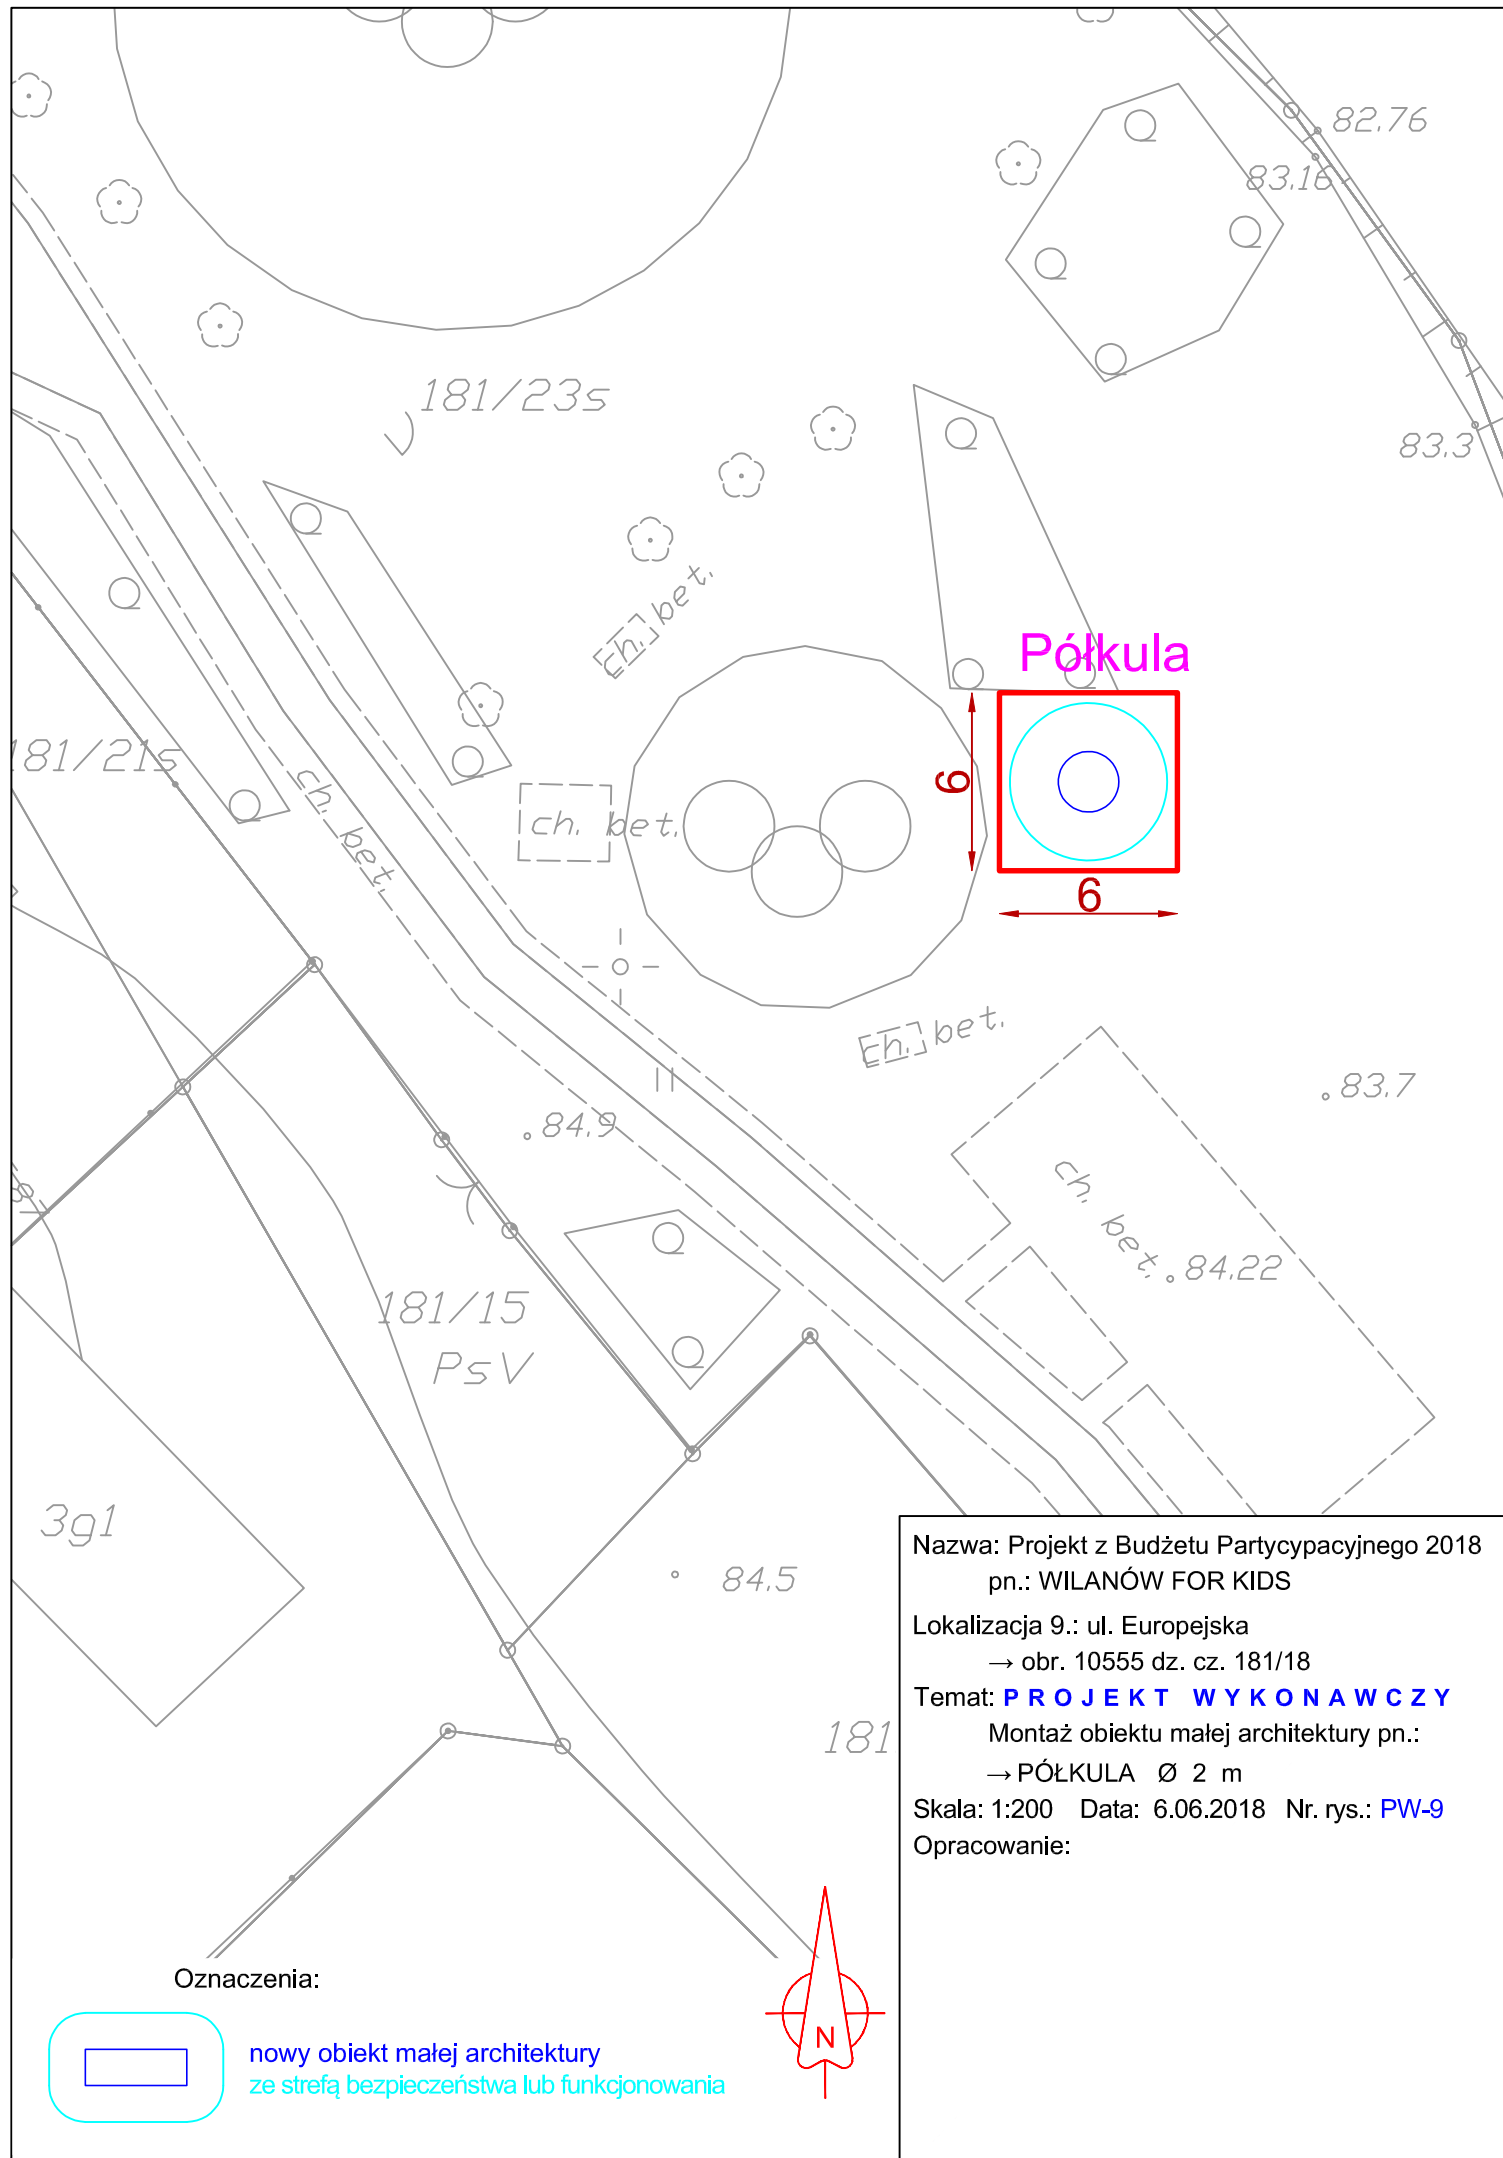 82.76
83.16
181/23s
83.3
ch. bet.
Półkula
181/21s
ch. bet.
ch. bet.
6
6
ch. bet.
83.7
84.9
ch. bet.
84.22
181/15
PsV
3g1
84.5
181
Nazwa: Projekt z Budżetu Partycypacyjnego 2018
pn.: WILANÓW FOR KIDS
Lokalizacja 9.: ul. Europejska
→ obr. 10555 dz. cz. 181/18
Temat: PROJEKT WYKONAWCZY
Montaż obiektu małej architektury pn.:
→ PÓŁKULA Ø 2 m
Skala: 1:200 Data: 6.06.2018 Nr. rys.: PW-9
Opracowanie:
Oznaczenia:
N
nowy obiekt małej architektury
ze strefą bezpieczeństwa lub funkcjonowania